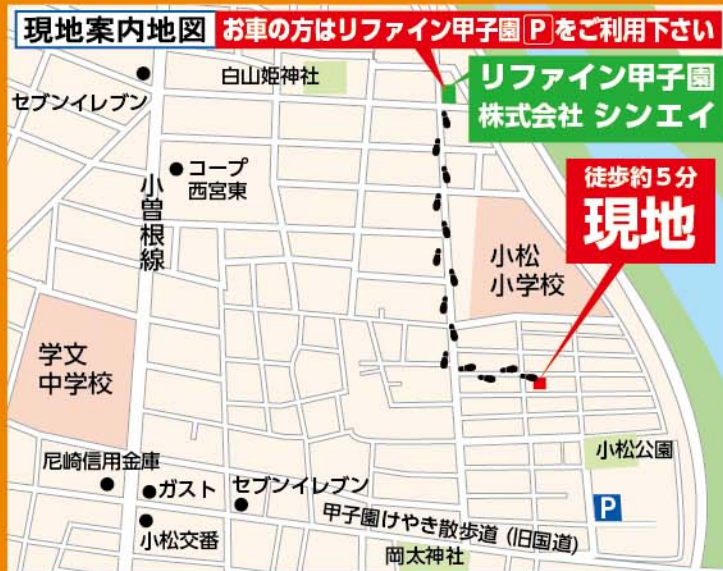 現地案内地図
お車の方はリファイン甲子園Pをご利用下さい
セブンイレブン
白山姫神社
リファイン甲子園
株式会社 シンエイ
コープ
西宮東
小曽根線
徒歩約5分
現地
小松
小学校
学文
中学校
小松公園
尼崎信用金庫
ガスト
セブンイレブン
P
小松交番
甲子園けやき散歩道(旧国道)
岡太神社